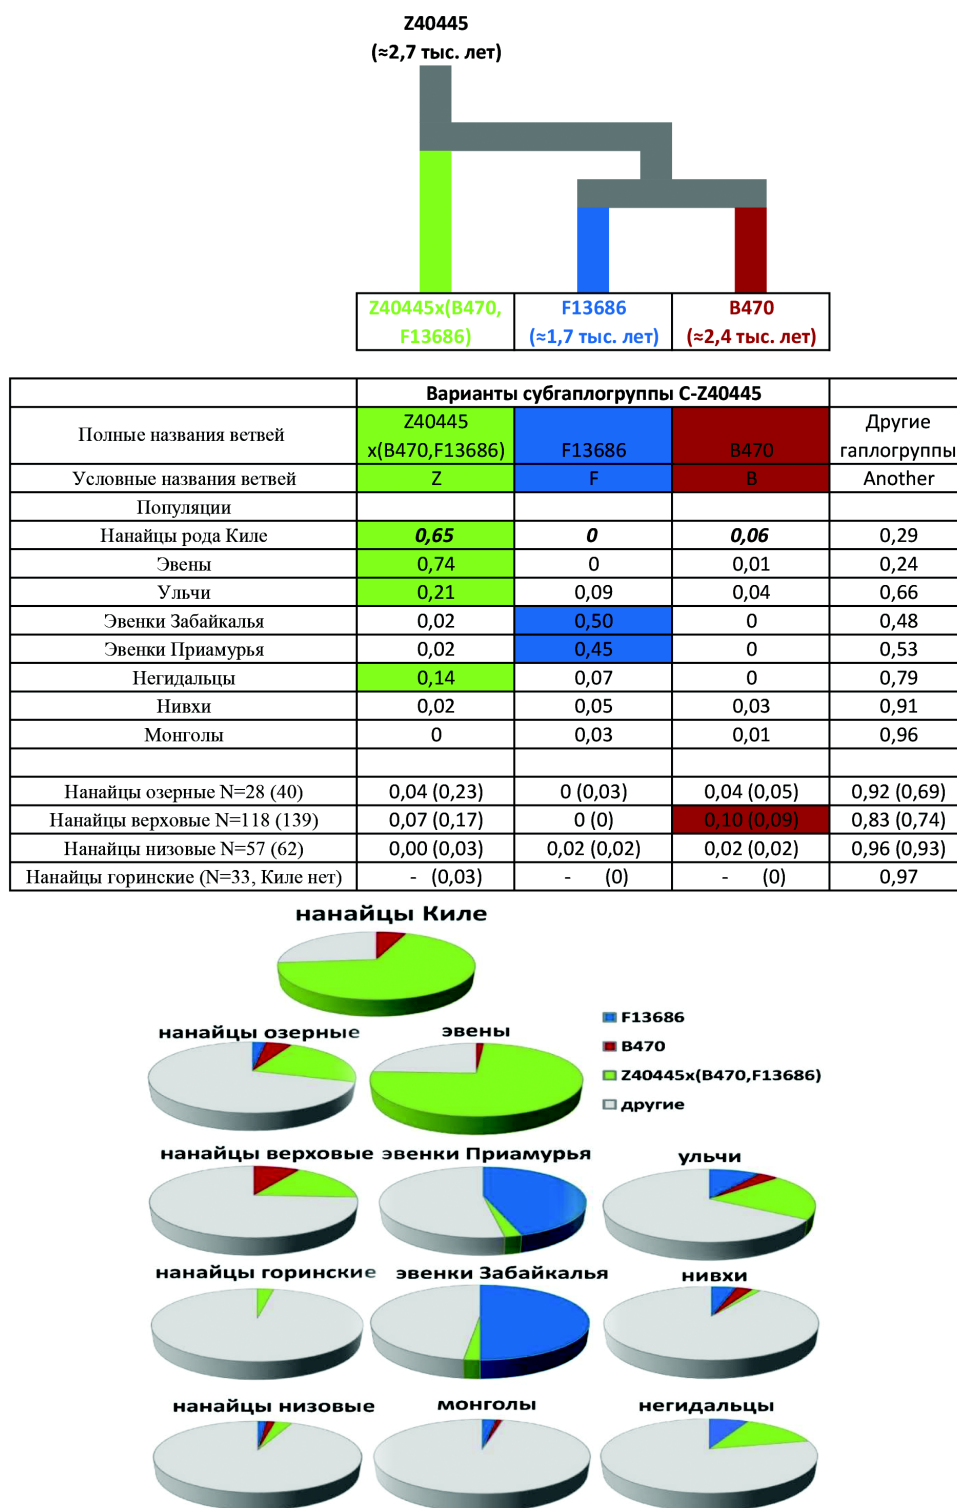 Z40445
(≈2,7 тыс. лет)
Z40445x(B470, F13686 B470
F13686) (≈1,7 тыс. лет) (≈2,4 тыс. лет)
Варианты субгаплогруппы C-Z40445
Полные названия ветвей Z40445 x(B470,F13686) F13686 B470 Другие гаплогруппы
Условные названия ветвей Z F B Another
Популяции
Нанайцы рода Киле 0,65 0 0,06 0,29
Эвены 0,74 0 0,01 0,24
Ульчи 0,21 0,09 0,04 0,66
Эвенки Забайкалья 0,02 0,50 0 0,48
Эвенки Приамурья 0,02 0,45 0 0,53
Негидальцы 0,14 0,07 0 0,79
Нивхи 0,02 0,05 0,03 0,91
Монголы 0 0,03 0,01 0,96
Нанайцы озерные N=28 (40) 0,04 (0,23) 0 (0,03) 0,04 (0,05) 0,92 (0,69)
Нанайцы верховые N=118 (139) 0,07 (0,17) 0 (0) 0,10 (0,09) 0,83 (0,74)
Нанайцы низовые N=57 (62) 0,00 (0,03) 0,02 (0,02) 0,02 (0,02) 0,96 (0,93)
Нанайцы горинские (N=33, Киле нет) - (0,03) - (0) - (0) 0,97
нанайцы Киле
нанайцы озерные эвены
F13686
B470
Z40445x(B470,F13686)
другие
нанайцы верховые эвенки Приамурья ульчи
нанайцы горинские эвенки Забайкалья нивхи
нанайцы низовые монголы негидальцы